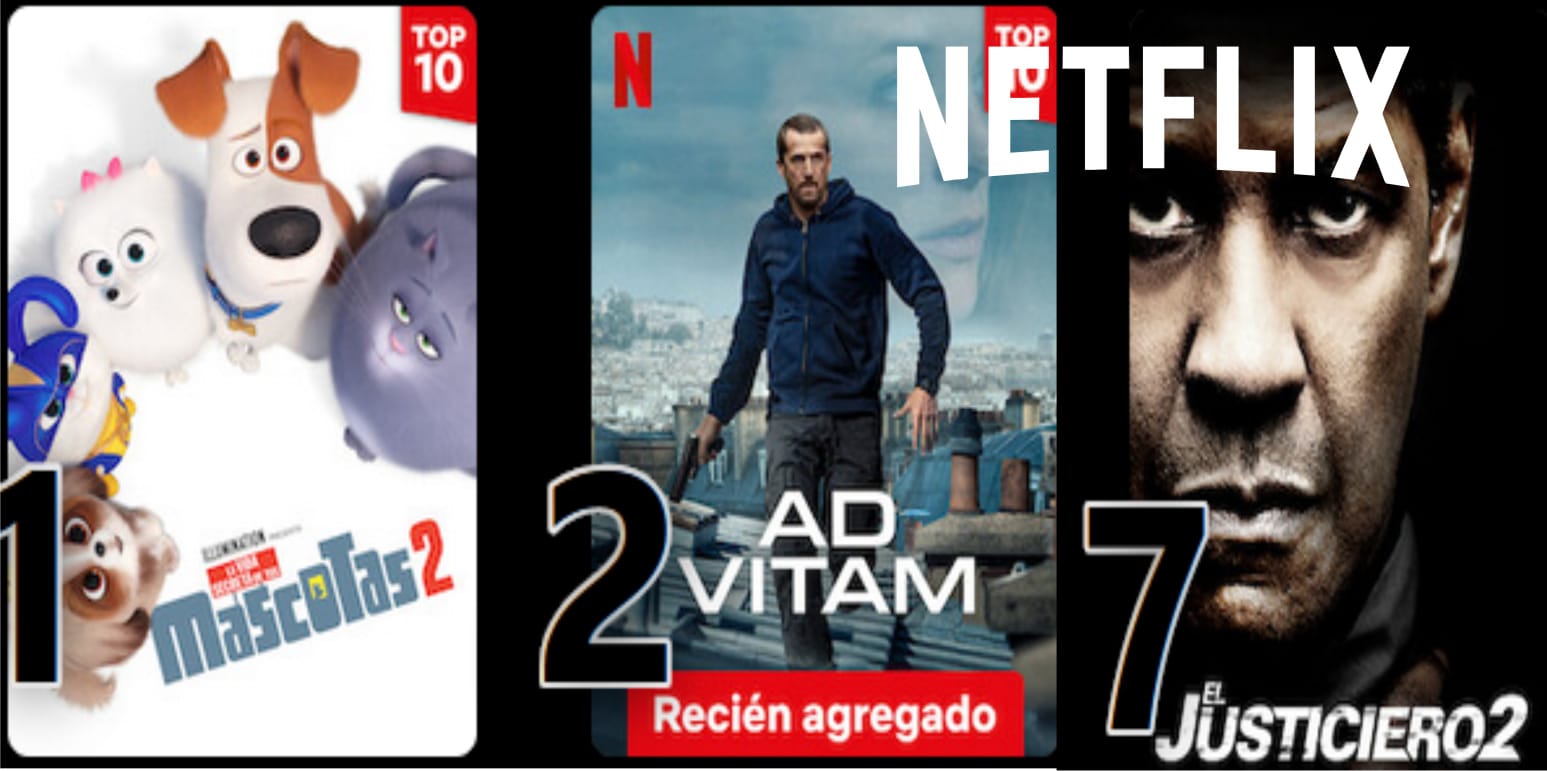 TOP
10
1
ILLUMINATION PRESENTA
LA VIDA
SECRETA DE TUS
MascoTas 2
N
TOP
10
2
AD
VITAM
Recién agregado
NETFLIX
7
EL
JUSTICIERO 2